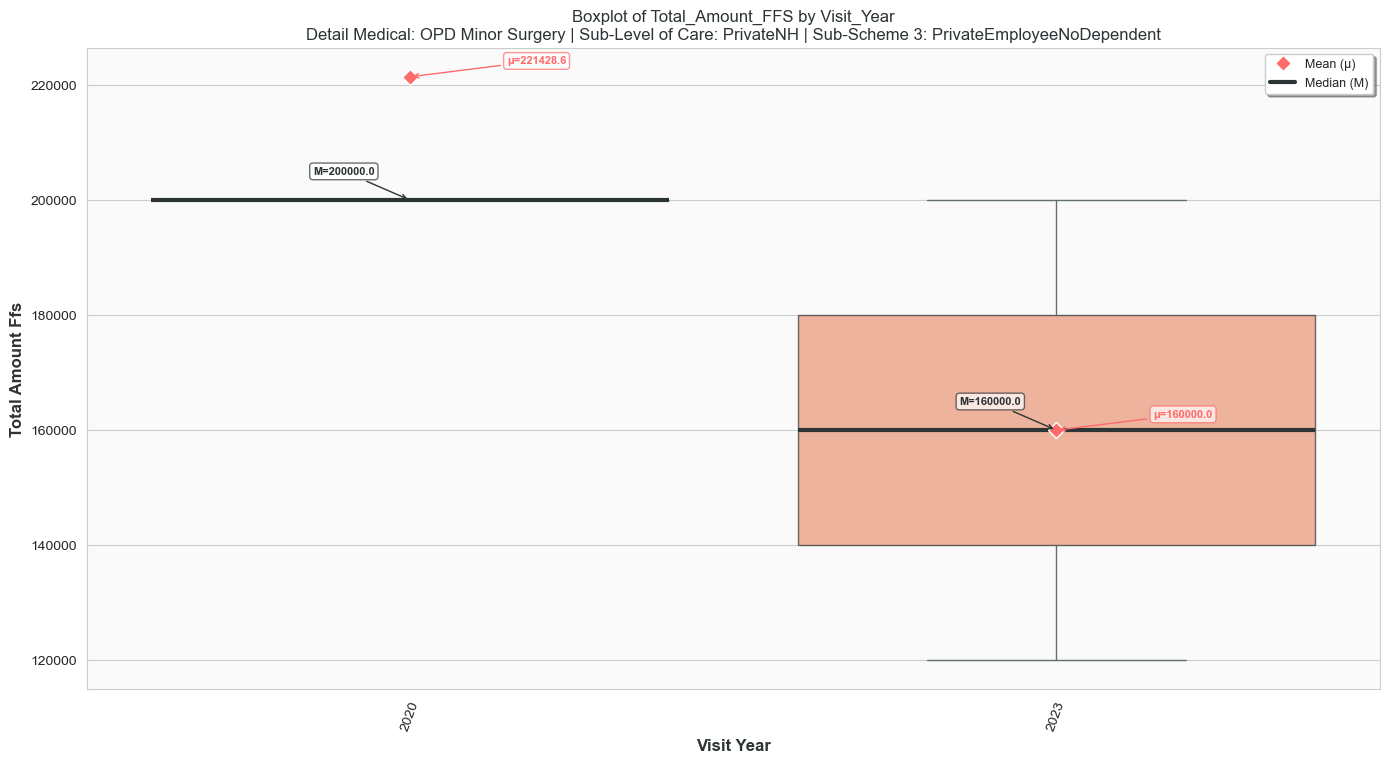 Boxplot of Total_Amount_FFS by Visit_Year
Detail Medical: OPD Minor Surgery | Sub-Level of Care: PrivateNH | Sub-Scheme 3: PrivateEmployeeNoDependent
Mean (μ)
Median (M)
μ=221428.6
M=200000.0
M=160000.0
μ=160000.0
220000
200000
180000
160000
140000
120000
Total Amount Ffs
2020
2023
Visit Year